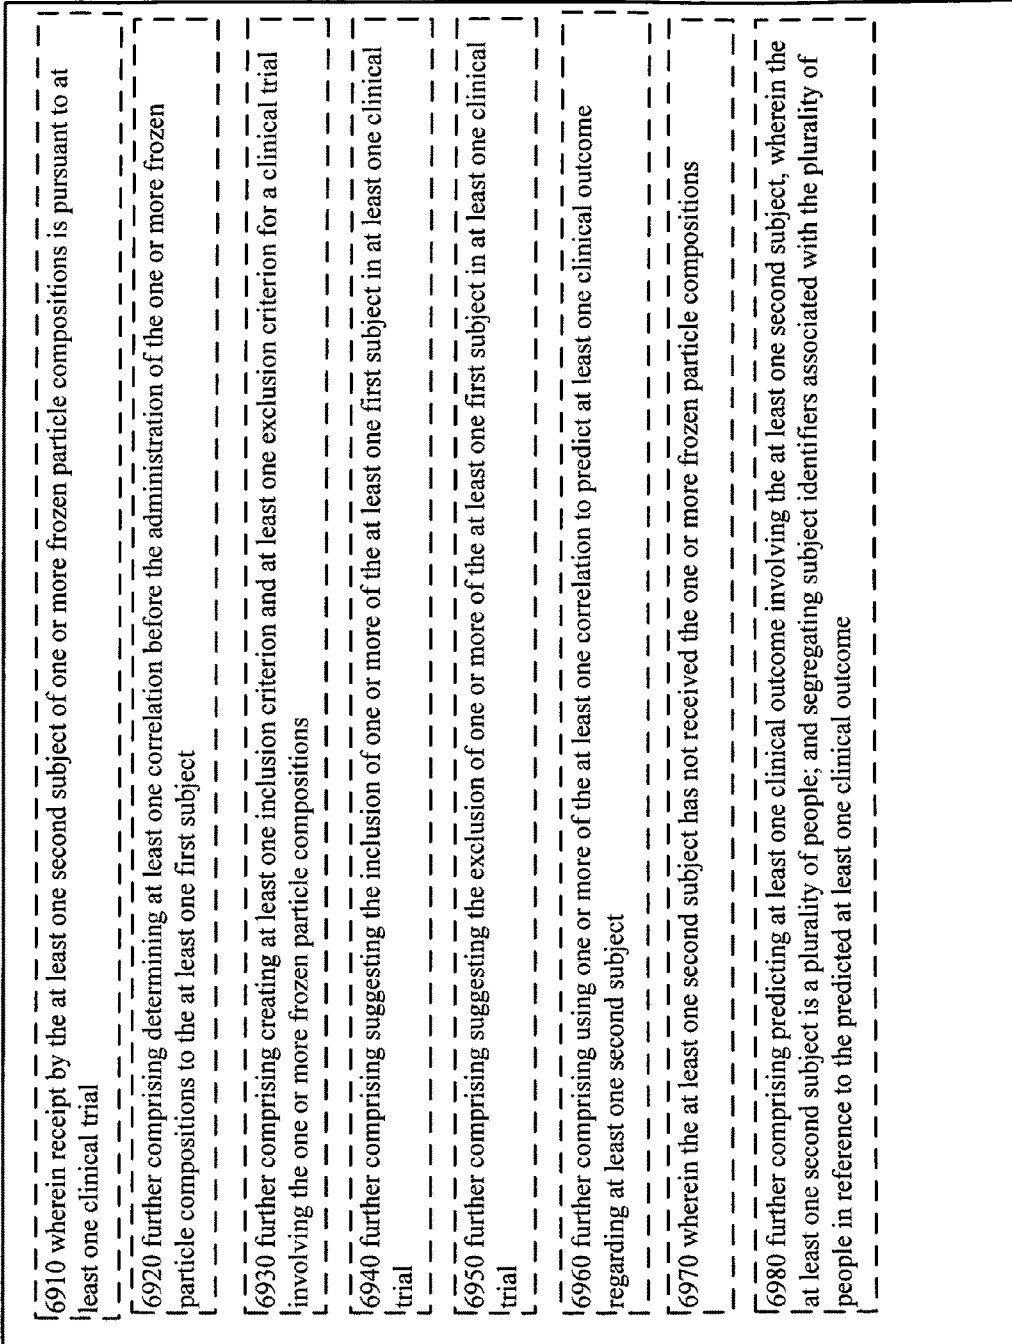 6910 wherein receipt by the at least one second subject of one or more frozen particle compositions is pursuant to at
least one clinical trial
6920 further comprising determining at least one correlation before the administration of the one or more frozen
particle compositions to the at least one first subject
6930 further comprising creating at least one inclusion criterion and at least one exclusion criterion for a clinical trial
involving the one or more frozen particle compositions
6940 further comprising suggesting the inclusion of one or more of the at least one first subject in at least one clinical
trial
6950 further comprising suggesting the exclusion of one or more of the at least one first subject in at least one clinical
trial
6960 further comprising using one or more of the at least one correlation to predict at least one clinical outcome
regarding at least one second subject
6970 wherein the at least one second subject has not received the one or more frozen particle compositions
6980 further comprising predicting at least one clinical outcome involving the at least one second subject, wherein the
at least one second subject is a plurality of people; and segregating subject identifiers associated with the plurality of
people in reference to the predicted at least one clinical outcome